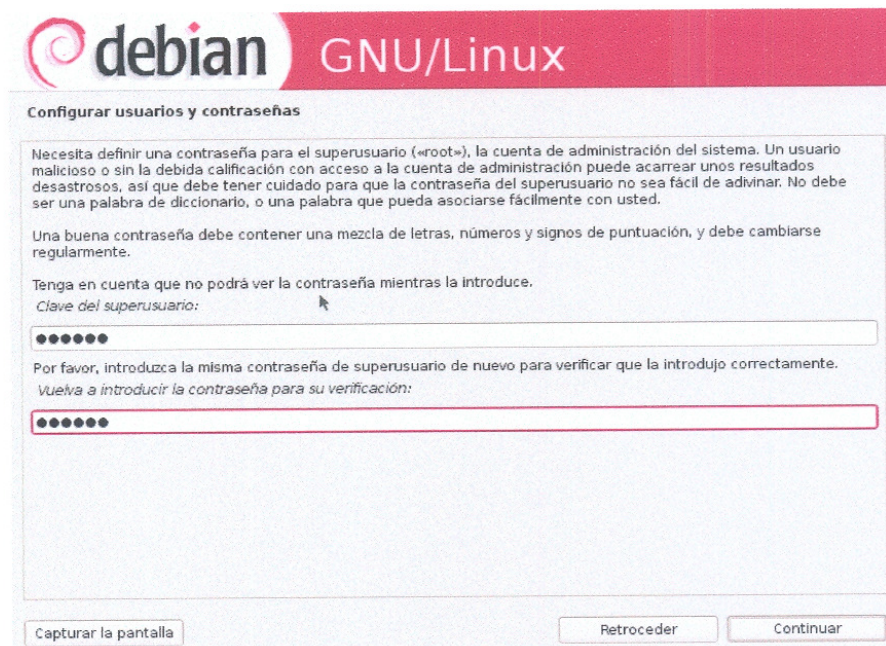 debian GNU/Linux
Configurar usuarios y contraseñas
Necesita definir una contraseña para el superusuario («root»), la cuenta de administración del sistema. Un usuario
malicioso o sin la debida calificación con acceso a la cuenta de administración puede acarrear unos resultados
desastrosos, así que debe tener cuidado para que la contraseña del superusuario no sea fácil de adivinar. No debe
ser una palabra de diccionario, o una palabra que pueda asociarse fácilmente con usted.
Una buena contraseña debe contener una mezcla de letras, números y signos de puntuación, y debe cambiarse
regularmente.
Tenga en cuenta que no podrá ver la contraseña mientras la introduce.
Clave del superusuario:
●●●●●●
Por favor, introduzca la misma contraseña de superusuario de nuevo para verificar que la introdujo correctamente.
Vuelva a introducir la contraseña para su verificación:
●●●●●●
Capturar la pantalla Retroceder Continuar